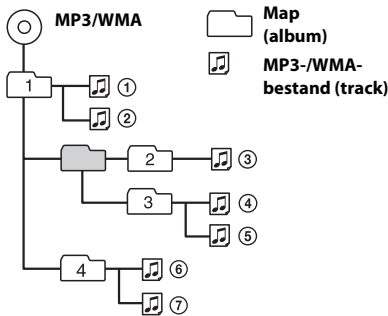 MP3/WMA
Map
(album)
MP3-/WMA-
bestand (track)
1
①
②
2
③
3
④
⑤
4
⑥
⑦